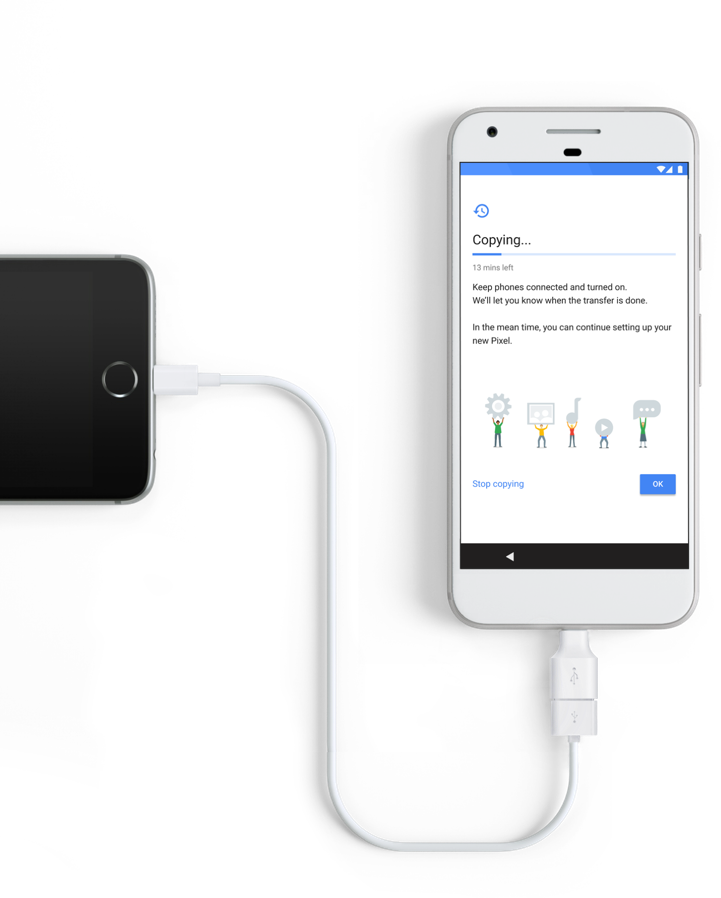 Copying...
13 mins left
Keep phones connected and turned on.
We'll let you know when the transfer is done.
In the mean time, you can continue setting up your
new Pixel.
Stop copying
OK